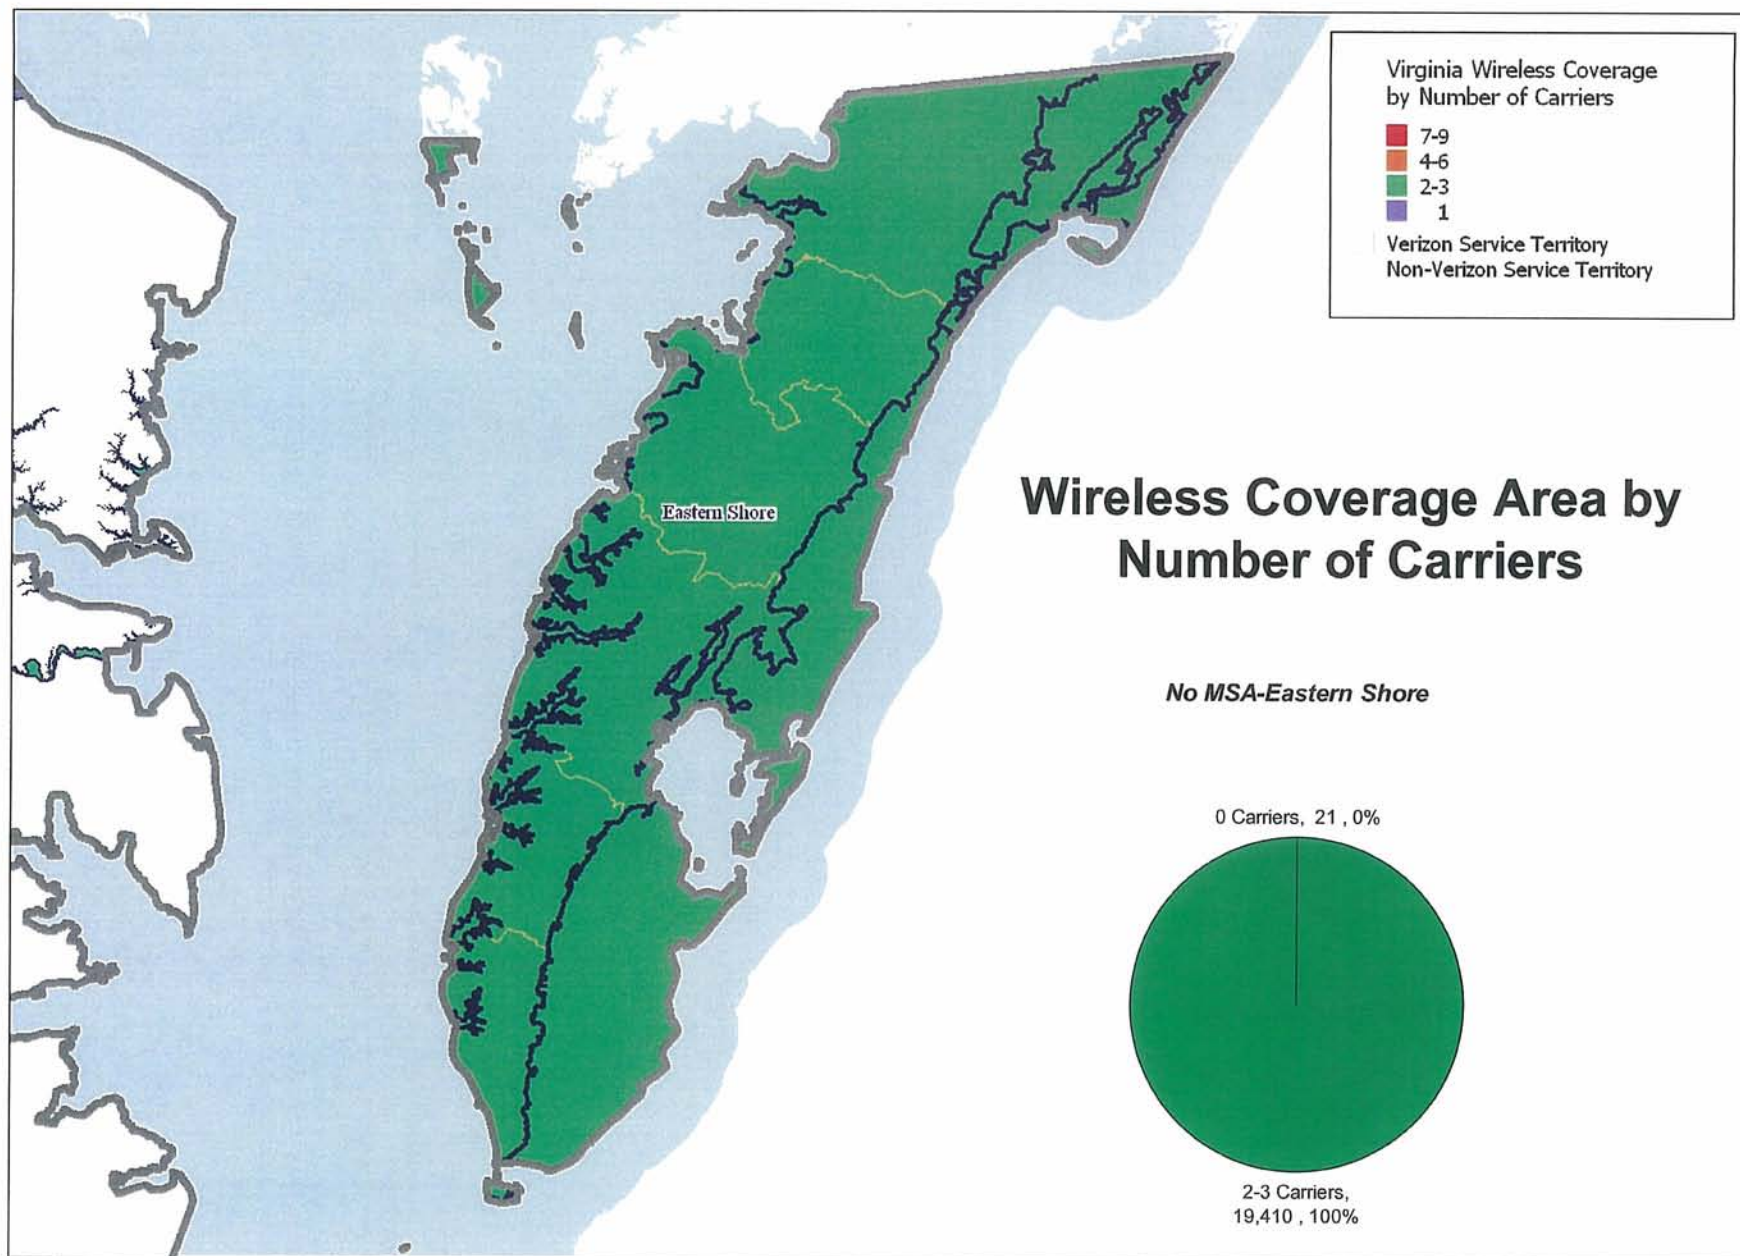 Virginia Wireless Coverage
by Number of Carriers
7-9
4-6
2-3
1
Verizon Service Territory
Non-Verizon Service Territory
Eastern Shore
Wireless Coverage Area by
Number of Carriers
No MSA-Eastern Shore
0 Carriers, 21 , 0%
2-3 Carriers,
19,410 , 100%